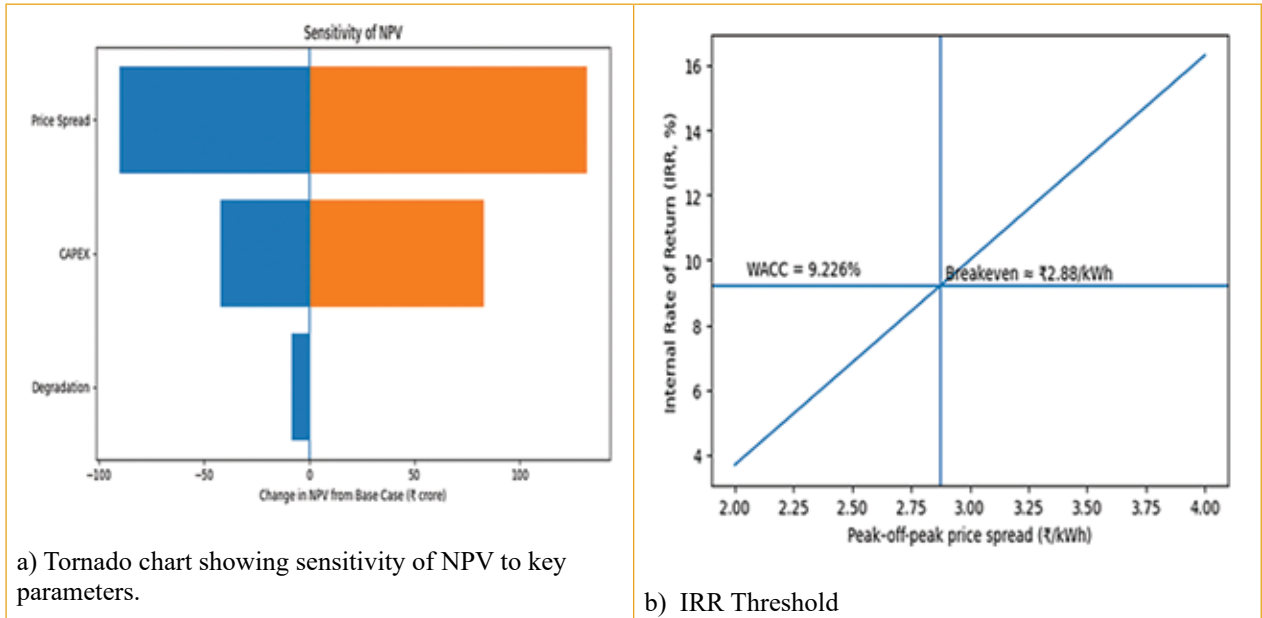 Sensitivity of NPV
Price Spread
CAPEX
Degradation
−100
−50
0
50
100
Change in NPV from Base Case (₹ crore)
a) Tornado chart showing sensitivity of NPV to key
parameters.
Internal Rate of Return (IRR, %)
16
14
12
10
8
6
4
WACC = 9.226%
Breakeven ≈ ₹2.88/kWh
2.00
2.25
2.50
2.75
3.00
3.25
3.50
3.75
4.00
Peak-off-peak price spread (₹/kWh)
b) IRR Threshold